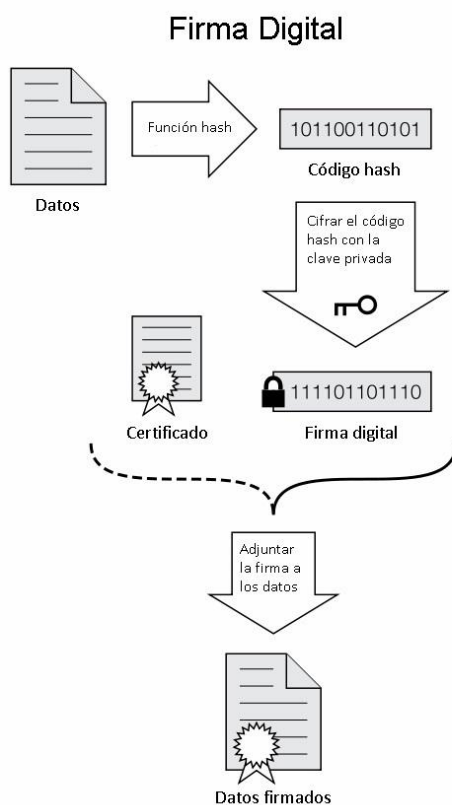 Firma Digital
Función hash
101100110101
Código hash
Datos
Cifrar el código
hash con la
clave privada
111101101110
Certificado
Firma digital
Adjuntar
la firma a
los datos
Datos firmados